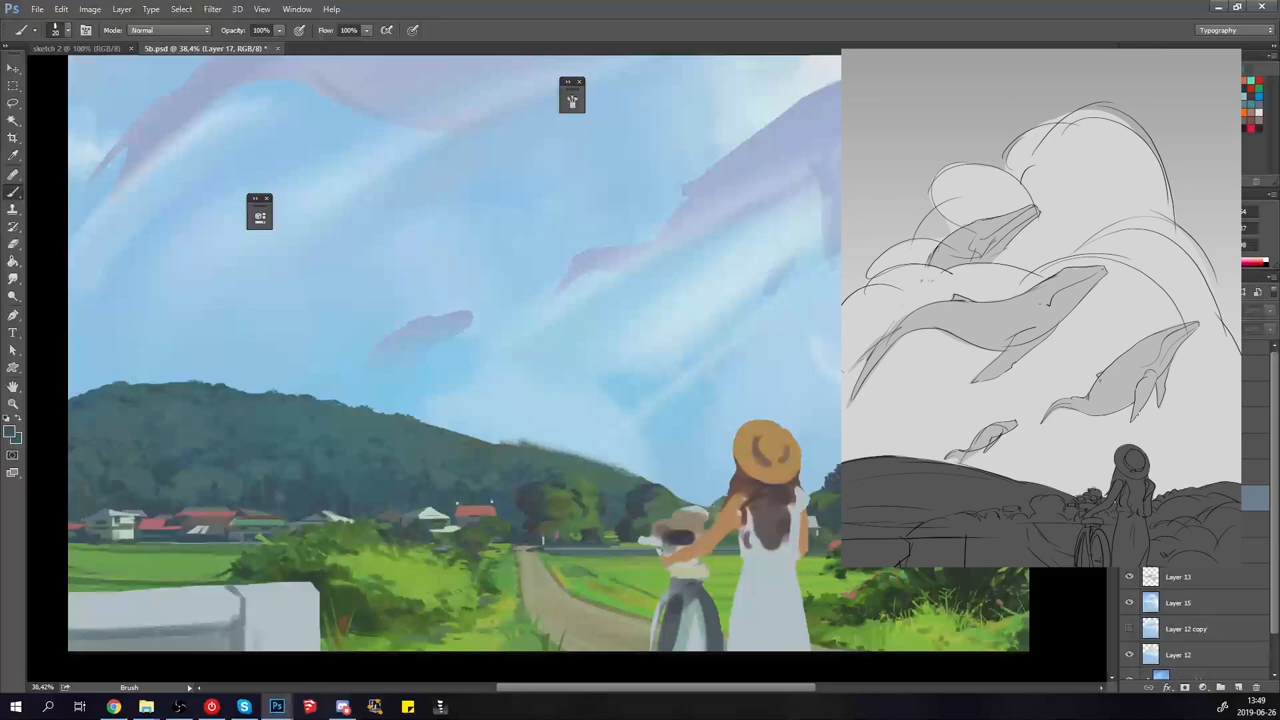 Ps File Edit Image Layer Type Select Filter 3D View Window Help
20 Mode: Normal Opacity: 100% Flow: 100% Typography
sketch 2 @ 100% (RGB/8) × 5b.psd @ 38,4% (Layer 17, RGB/8) * ×
Layer 13
Layer 15
Layer 12 copy
Layer 12
38,42% Brush
Ps
13:49
2019-06-26